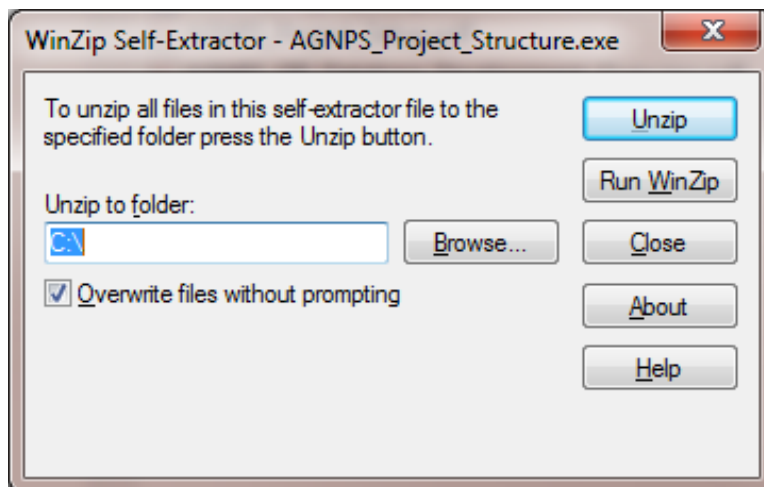 WinZip Self-Extractor - AGNPS_Project_Structure.exe
To unzip all files in this self-extractor file to the
specified folder press the Unzip button.
Unzip
Run WinZip
Unzip to folder:
C:\
Browse...
Close
Overwrite files without prompting
About
Help